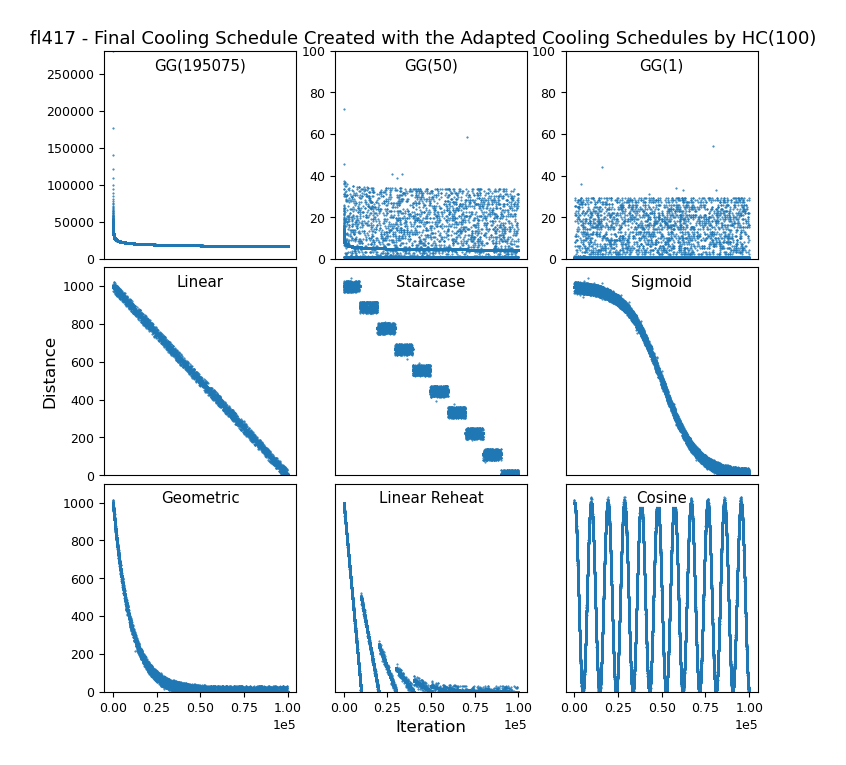 fl417 - Final Cooling Schedule Created with the Adapted Cooling Schedules by HC(100)
GG(195075)
GG(50)
GG(1)
250000
200000
150000
100000
50000
0
100
80
60
40
20
0
100
80
60
40
20
0
Linear
Staircase
Sigmoid
1000
800
600
400
200
0
Distance
Geometric
Linear Reheat
Cosine
1000
800
600
400
200
0
0.00 0.25 0.50 0.75 1.00
1e5
0.00 0.25 0.50 0.75 1.00
1e5
0.00 0.25 0.50 0.75 1.00
1e5
Iteration